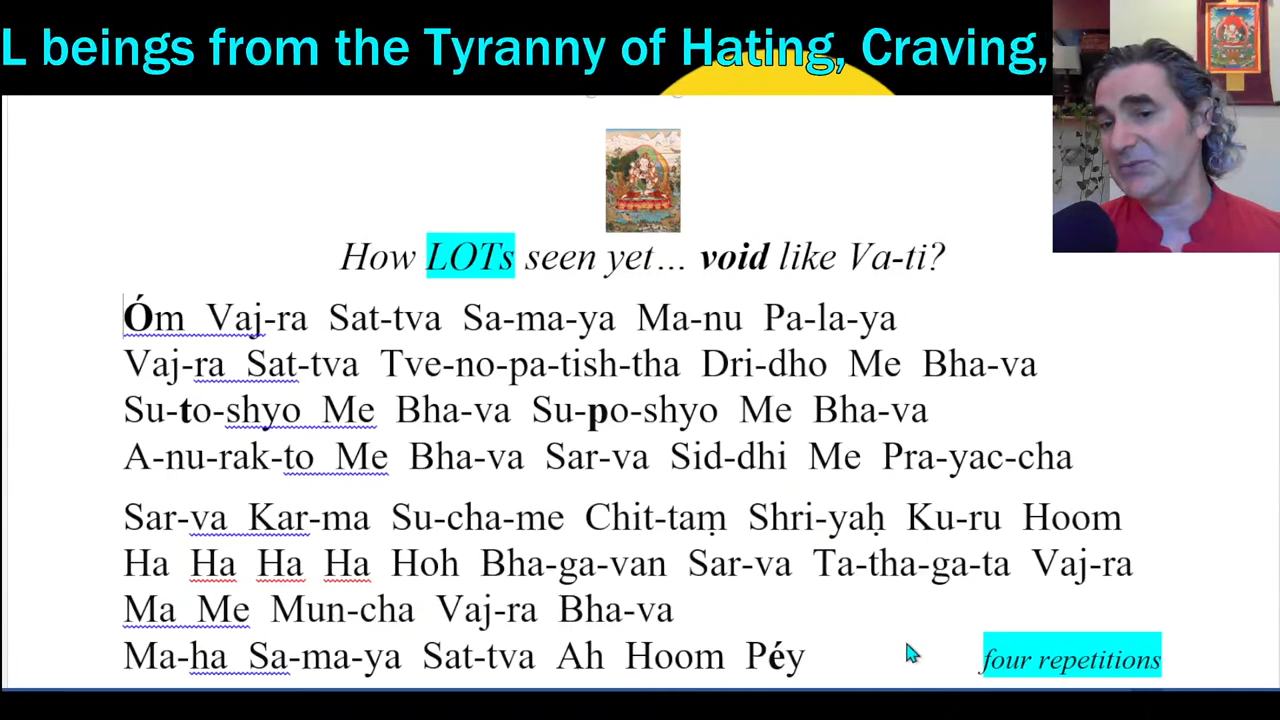 L beings from the Tyranny of Hating, Craving,
How LOTs seen yet… void like Va-ti?
Óm Vaj-ra Sat-tva Sa-ma-ya Ma-nu Pa-la-ya
Vaj-ra Sat-tva Tve-no-pa-tish-tha Dri-dho Me Bha-va
Su-to-shyo Me Bha-va Su-po-shyo Me Bha-va
A-nu-rak-to Me Bha-va Sar-va Sid-dhi Me Pra-yac-cha
Sar-va Kar-ma Su-cha-me Chit-taṃ Shri-yaḥ Ku-ru Hoom
Ha Ha Ha Ha Hoh Bha-ga-van Sar-va Ta-tha-ga-ta Vaj-ra
Ma Me Mun-cha Vaj-ra Bha-va
Ma-ha Sa-ma-ya Sat-tva Ah Hoom Péy
four repetitions